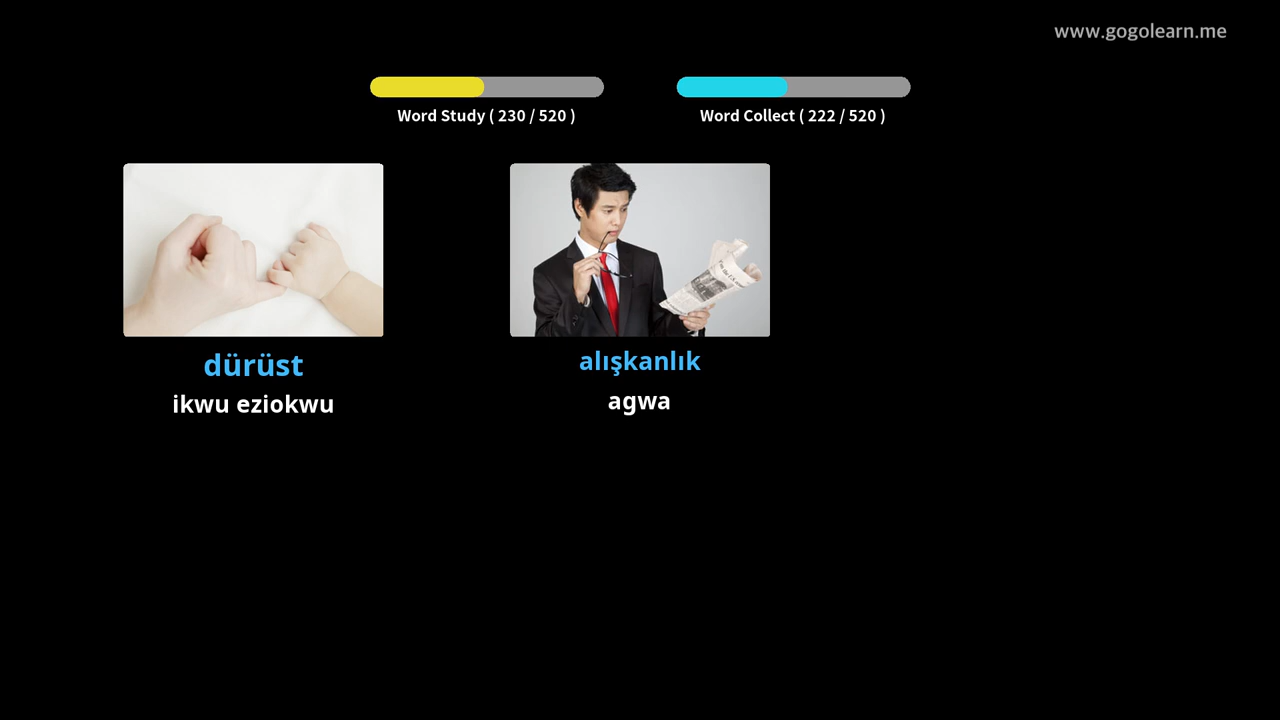 www.gogolearn.me
Word Study ( 230 / 520 )
Word Collect ( 222 / 520 )
dürüst
ikwu eziokwu
alışkanlık
agwa